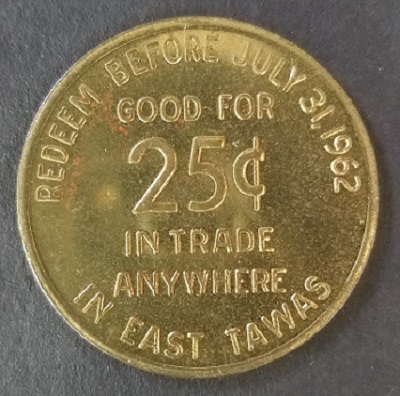 REDEEM BEFORE JULY 31, 1962
GOOD FOR
25¢
IN TRADE
ANYWHERE
IN EAST TAWAS